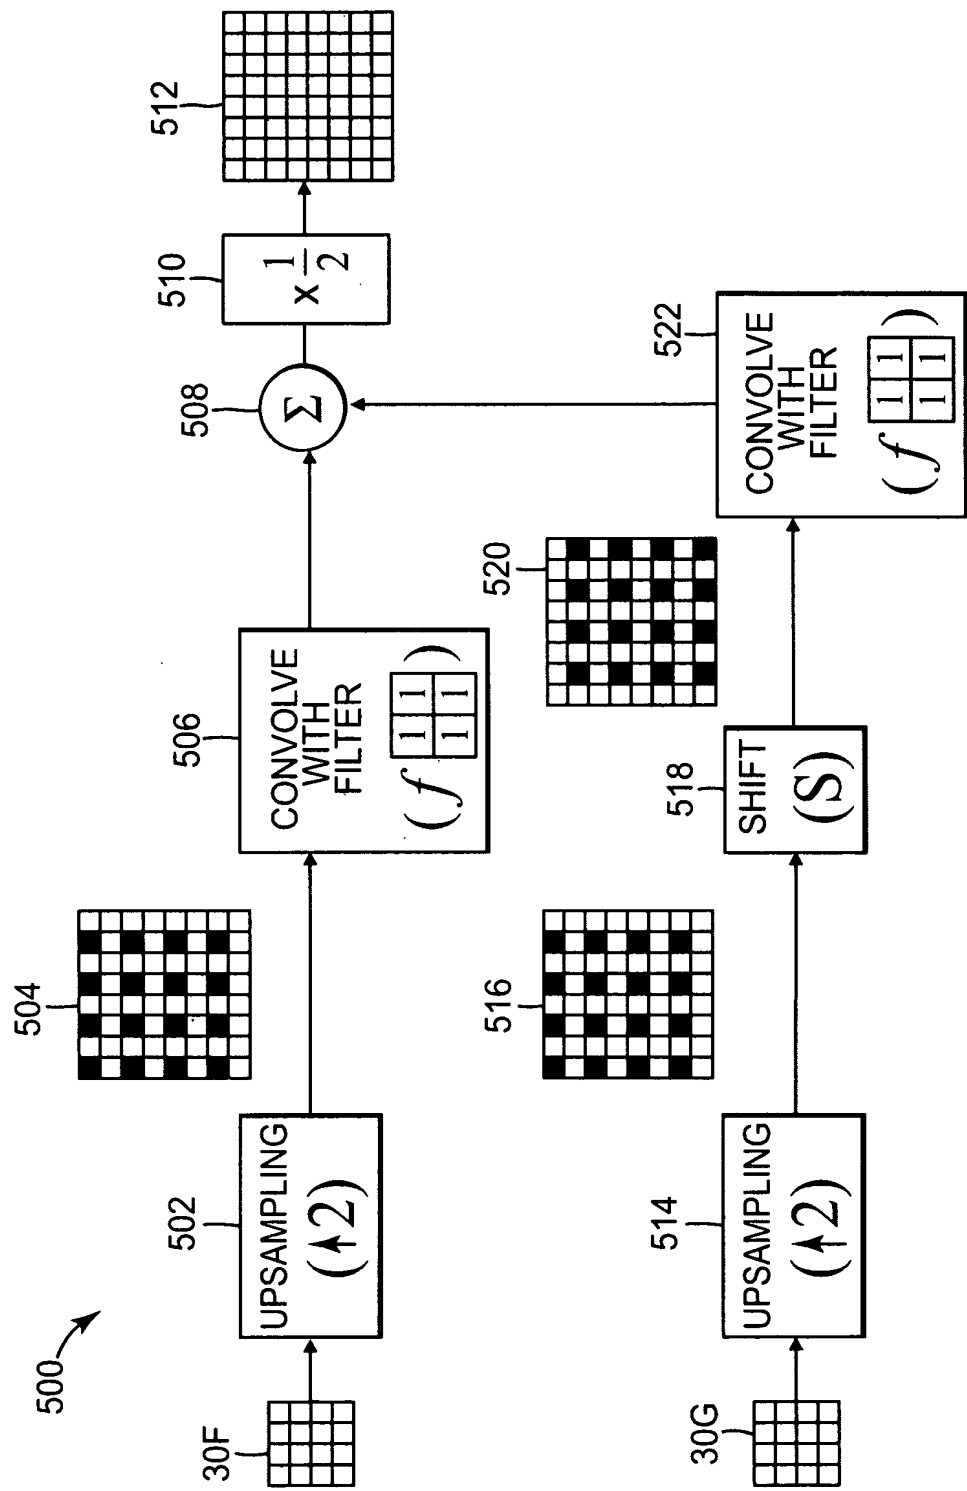 500
30F
502
UPSAMPLING
(↑2)
504
506
CONVOLVE
WITH
FILTER
(f
1 1
1 1
)
508
Σ
510
x 1/2
512
30G
514
UPSAMPLING
(↑2)
516
518
SHIFT
(S)
520
522
CONVOLVE
WITH
FILTER
(f
1 1
1 1
)